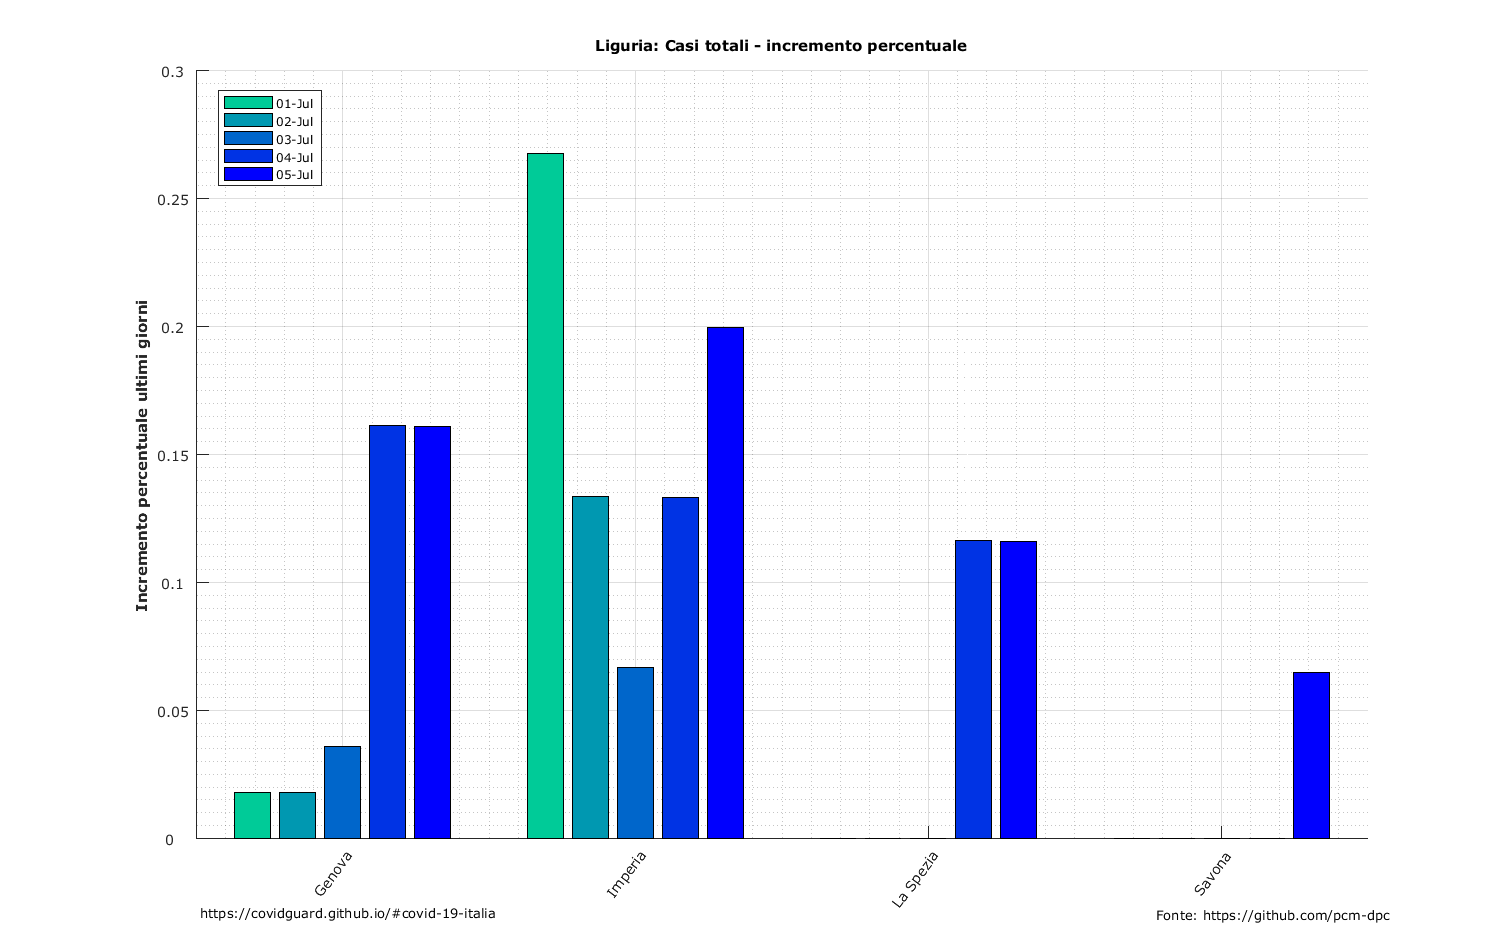 Liguria: Casi totali - incremento percentuale
0.3
0.25
0.2
0.15
0.1
0.05
0
Incremento percentuale ultimi giorni
01-Jul
02-Jul
03-Jul
04-Jul
05-Jul
Genova
Imperia
La Spezia
Savona
https://covidguard.github.io/#covid-19-italia
Fonte: https://github.com/pcm-dpc